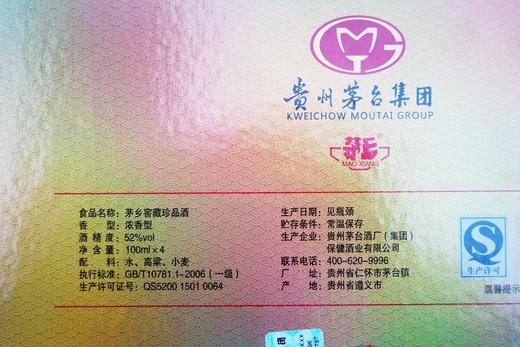 贵州茅台集团
KWEICHOW MOUTAI GROUP
MAO XIANG
食品名称：茅乡窖藏珍品酒
香　　型：浓香型
酒 精 度：52%vol
净 含 量：100ml×4
配　　料：水、高粱、小麦
执行标准：GB/T10781.1-2006（一级）
生产许可证号：QS5200 1501 0064
生产日期：见瓶颈
贮存条件：常温保存
生产企业：贵州茅台酒厂（集团）
保健酒业有限公司
联系电话：400-620-9996
厂　　址：贵州省仁怀市茅台镇
产　　地：贵州省遵义市
S
生产许可
温馨提示